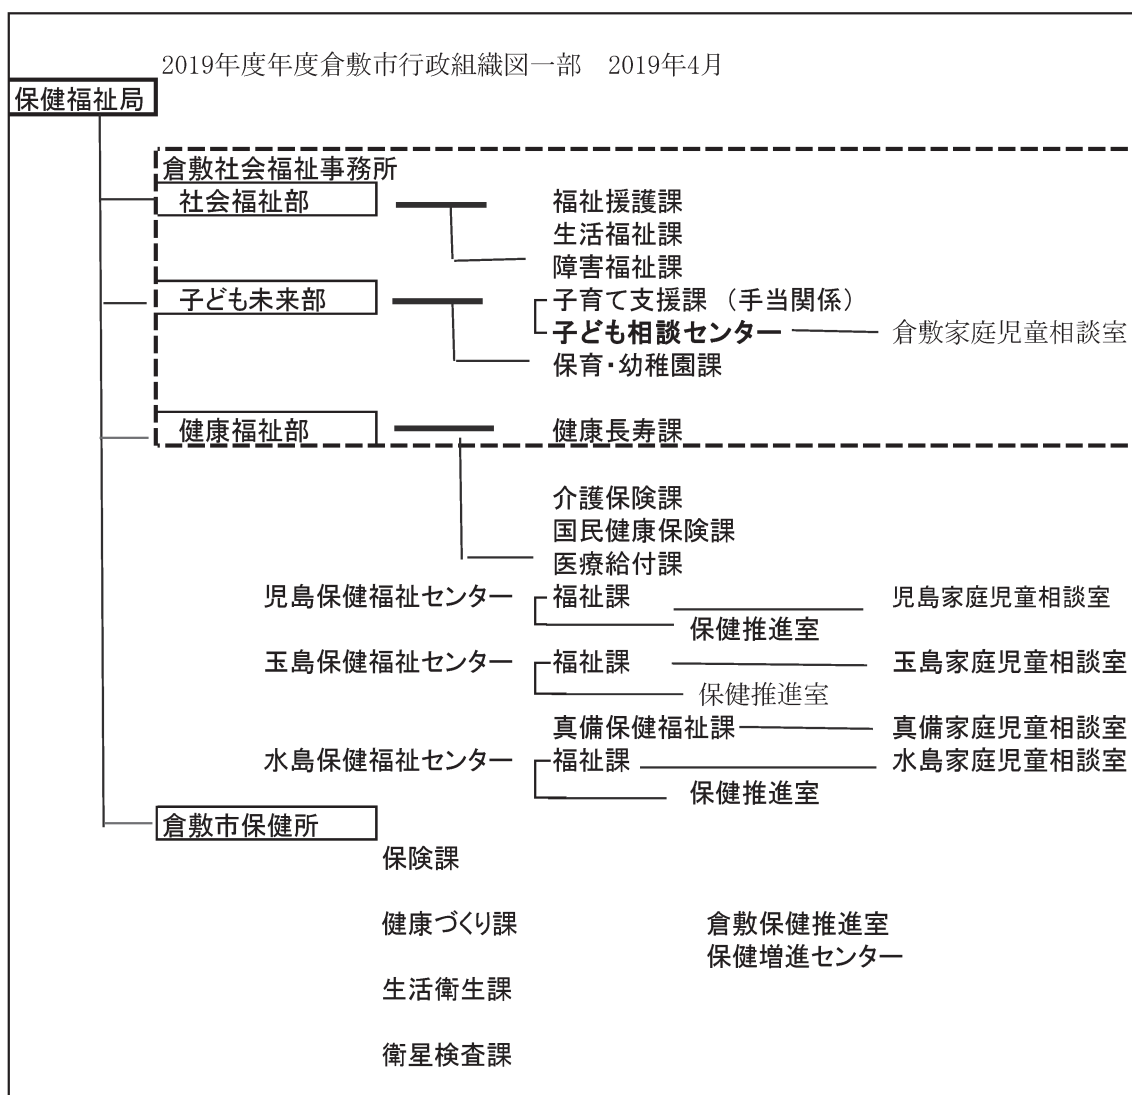 2019年度年度倉敷市行政組織図一部　2019年4月
保健福祉局
倉敷社会福祉事務所
社会福祉部　福祉援護課
生活福祉課
障害福祉課
子ども未来部　子育て支援課　（手当関係）
子ども相談センター　倉敷家庭児童相談室
保育・幼稚園課
健康福祉部　健康長寿課
介護保険課
国民健康保険課
医療給付課
児島保健福祉センター　福祉課　児島家庭児童相談室
保健推進室
玉島保健福祉センター　福祉課　玉島家庭児童相談室
保健推進室
真備保健福祉課　真備家庭児童相談室
水島保健福祉センター　福祉課　水島家庭児童相談室
保健推進室
倉敷市保健所
保険課
健康づくり課　倉敷保健推進室
保健増進センター
生活衛生課
衛星検査課